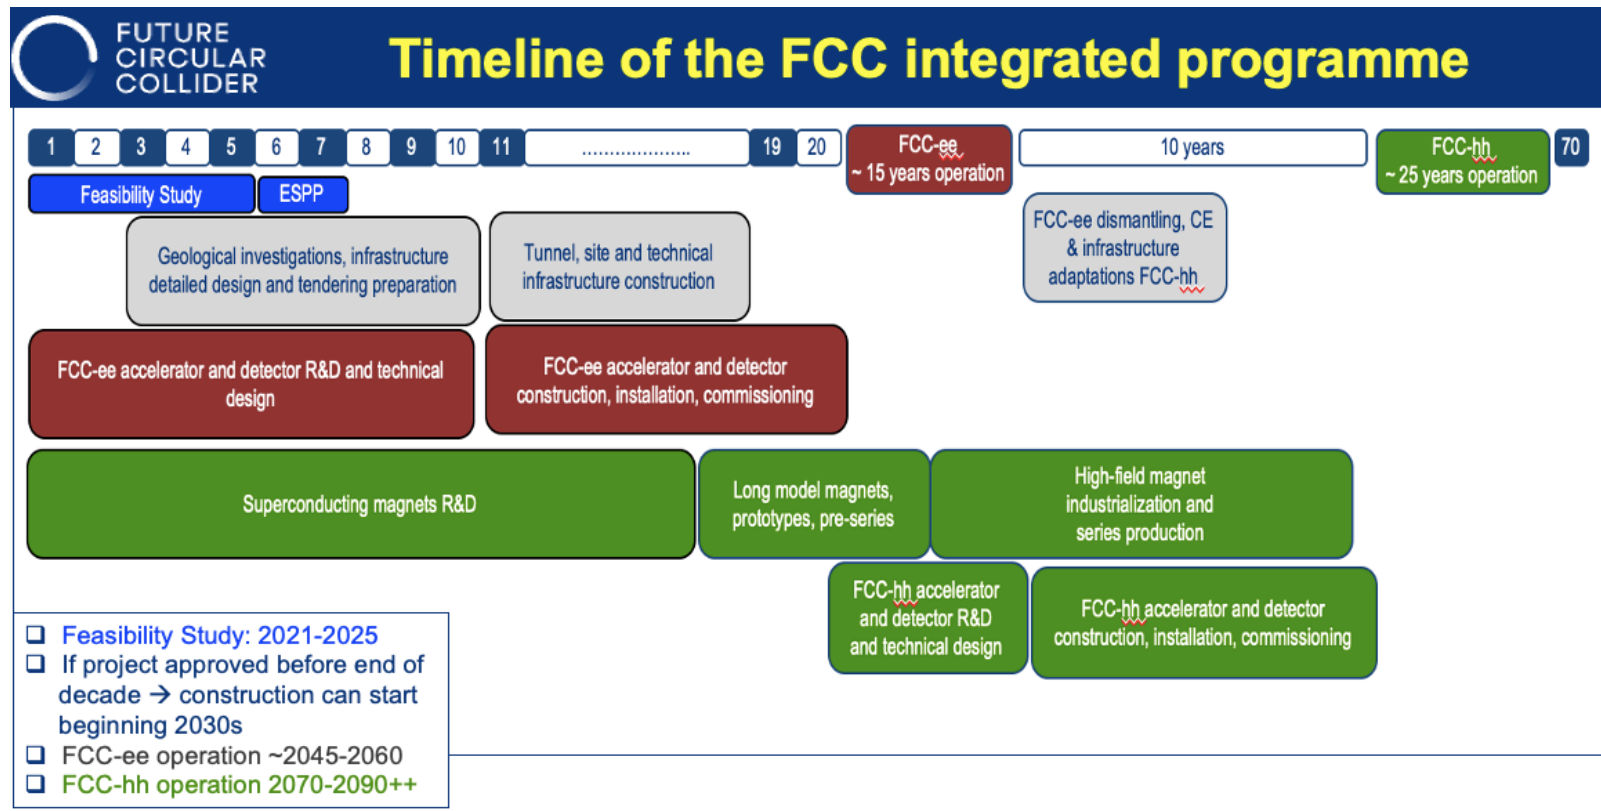 FUTURE
CIRCULAR
COLLIDER
Timeline of the FCC integrated programme
1 2 3 4 5 6 7 8 9 10 11 ..................... 19 20
FCC-ee
~ 15 years operation
10 years
FCC-hh
~ 25 years operation
70
Feasibility Study
ESPP
Geological investigations, infrastructure
detailed design and tendering preparation
Tunnel, site and technical
infrastructure construction
FCC-ee dismantling, CE
& infrastructure
adaptations FCC-hh
FCC-ee accelerator and detector R&D and technical
design
FCC-ee accelerator and detector
construction, installation, commissioning
Superconducting magnets R&D
Long model magnets,
prototypes, pre-series
High-field magnet
industrialization and
series production
FCC-hh accelerator
and detector R&D
and technical design
FCC-hh accelerator and detector
construction, installation, commissioning
Feasibility Study: 2021-2025
If project approved before end of
decade → construction can start
beginning 2030s
FCC-ee operation ~2045-2060
FCC-hh operation 2070-2090++